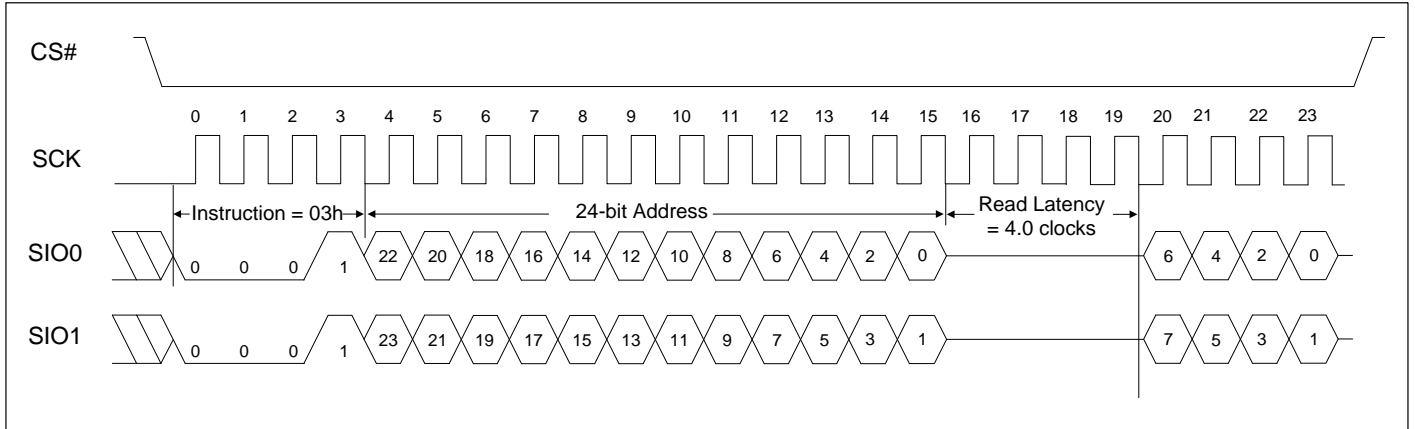 CS#
0 1 2 3 4 5 6 7 8 9 10 11 12 13 14 15 16 17 18 19 20 21 22 23
SCK
Instruction = 03h
24-bit Address
Read Latency
= 4.0 clocks
SIO0
0 0 0 1 22 20 18 16 14 12 10 8 6 4 2 0 6 4 2 0
SIO1
0 0 0 1 23 21 19 17 15 13 11 9 7 5 3 1 7 5 3 1